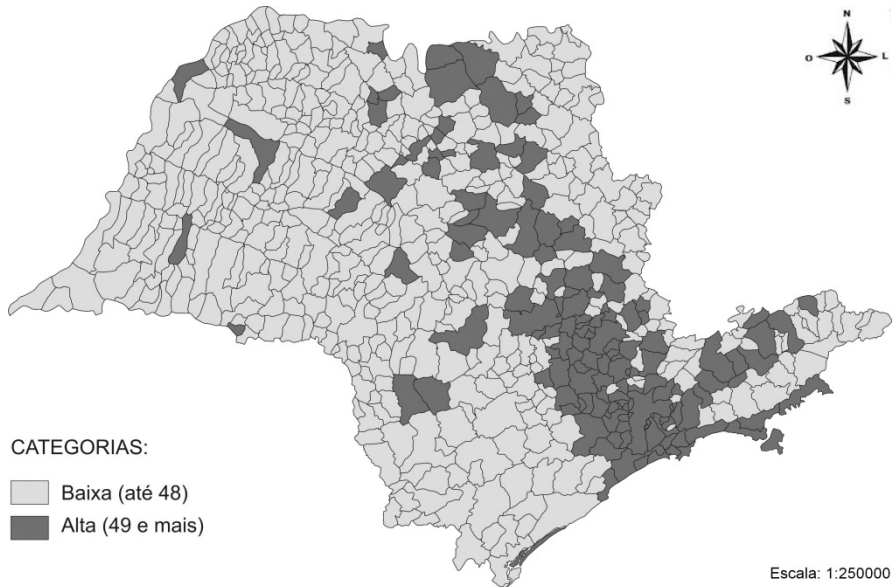 N
O
L
S
CATEGORIAS:
Baixa (até 48)
Alta (49 e mais)
Escala: 1:250000